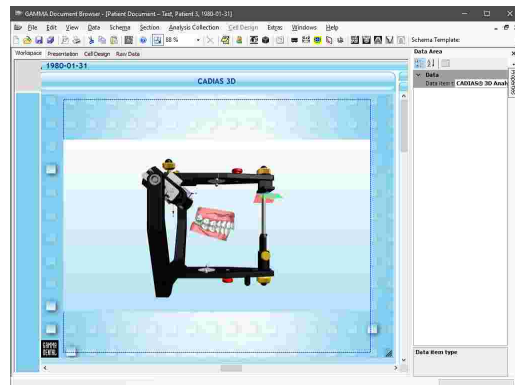 GAMMA Document Browser - [Patient Document - Test, Patient 3, 1980-01-31]
File Edit View Data Schema Section Analysis Collection Cell Design Extras Windows Help
88 %
Schema Template:
Workspace Presentation Cell Design Raw Data
, 1980-01-31
CADIAS 3D
GAMMA
DENTAL
Data Area
Data
Data item t CADIAS® 3D Anal
Properties
Data item type